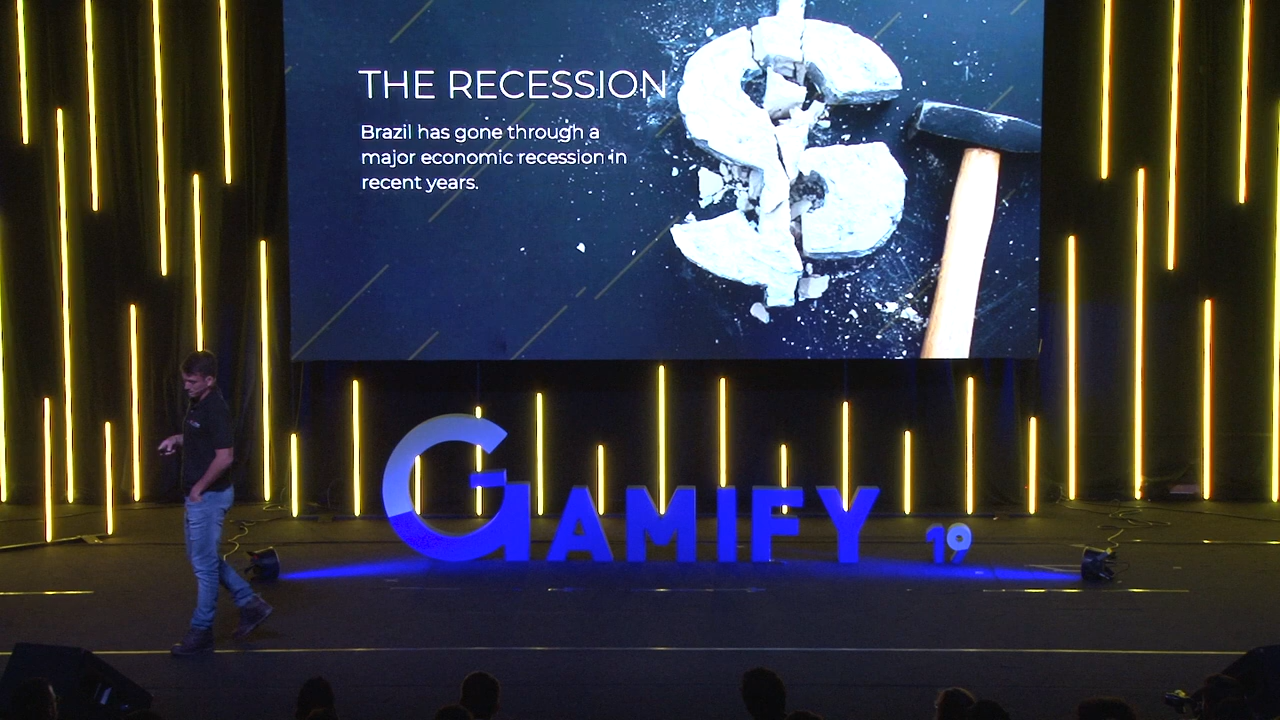 THE RECESSION
Brazil has gone through a
major economic recession in
recent years.
GAMIFY 19